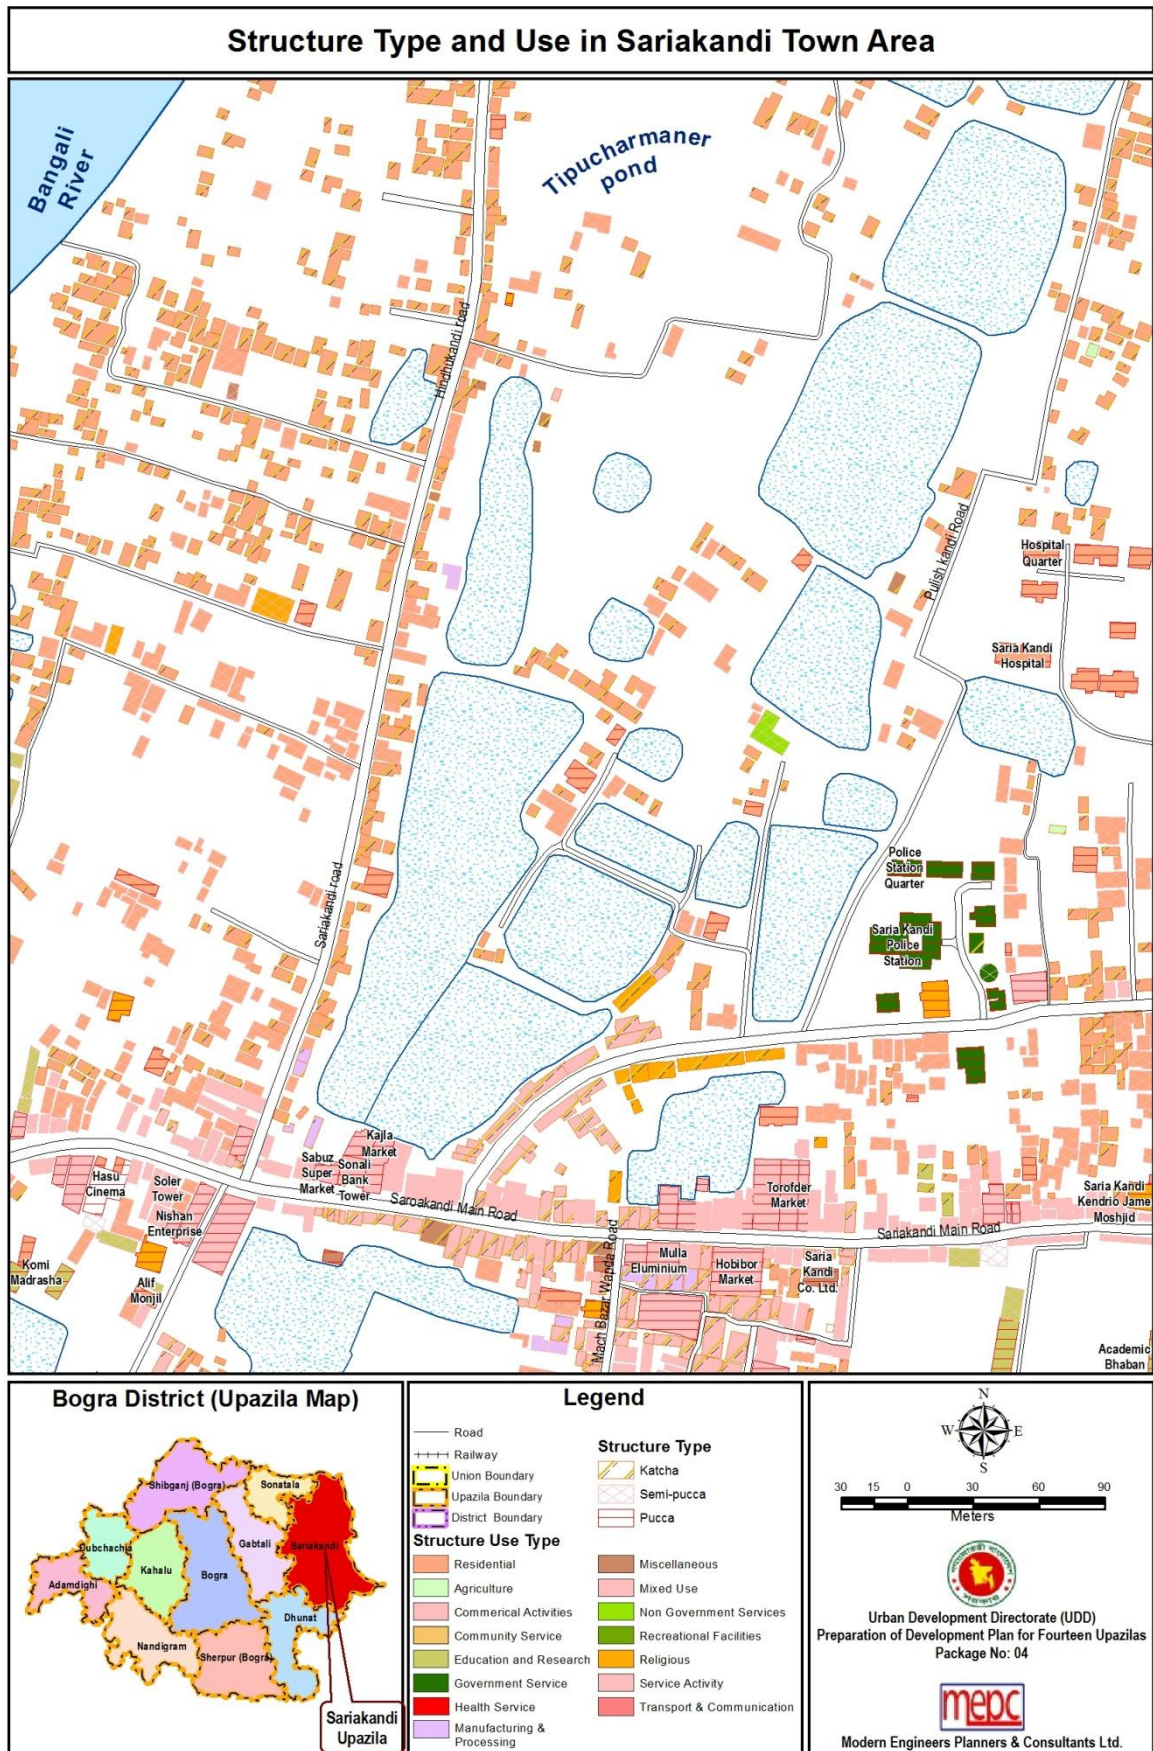 Structure Type and Use in Sariakandi Town Area
Bangali
River
Tipucharmaner
pond
Hindhukandi road
Pulish kandi Road
Hospital
Quarter
Saria Kandi
Hospital
Sariakandi road
Police
Station
Quarter
Saria Kandi
Police
Station
Kajla
Market
Sabuz
Super
Market
Sonali
Bank
Tower
Hasu
Cinema
Soler
Tower
Nishan
Enterprise
Saroakandi Main Road
Torofder
Market
Saria Kandi
Kendrio Jame
Moshjid
Sariakandi Main Road
Mach Bazar Wapda Road
Mulla
Eluminium
Hobibor
Market
Saria
Kandi
Co. Ltd.
Komi
Madrasha
Alif
Monjil
Academic
Bhaban
Bogra District (Upazila Map)
Shibganj (Bogra)
Sonatala
Dubchachia
Kahalu
Bogra
Gabtali
Sariakandi
Adamdighi
Nandigram
Sherpur (Bogra)
Dhunat
Sariakandi
Upazila
Legend
Road
Railway
Union Boundary
Upazila Boundary
District Boundary
Structure Type
Katcha
Semi-pucca
Pucca
Structure Use Type
Residential
Agriculture
Commerical Activities
Community Service
Education and Research
Government Service
Health Service
Manufacturing &
Processing
Miscellaneous
Mixed Use
Non Government Services
Recreational Facilities
Religious
Service Activity
Transport & Communication
N
W
E
S
30 15 0 30 60 90
Meters
Urban Development Directorate (UDD)
Preparation of Development Plan for Fourteen Upazilas
Package No: 04
mepc
Modern Engineers Planners & Consultants Ltd.